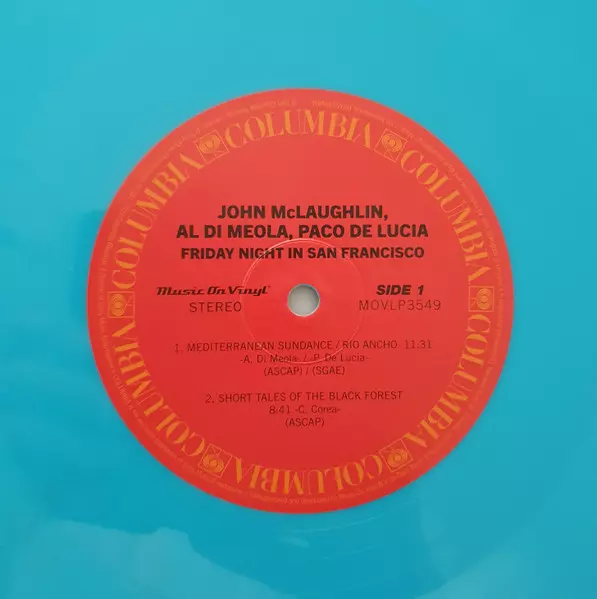 COLUMBIA COLUMBIA COLUMBIA COLUMBIA COLUMBIA COLUMBIA
JOHN McLAUGHLIN,
AL DI MEOLA, PACO DE LUCIA
FRIDAY NIGHT IN SAN FRANCISCO
Music On Vinyl
SIDE 1
STEREO
MOVLP3549
1. MEDITERRANEAN SUNDANCE / RIO ANCHO 11:31
-A. Di Meola- / -P. De Lucia-
(ASCAP) / (SGAE)
2. SHORT TALES OF THE BLACK FOREST
8:41 -C. Corea-
(ASCAP)